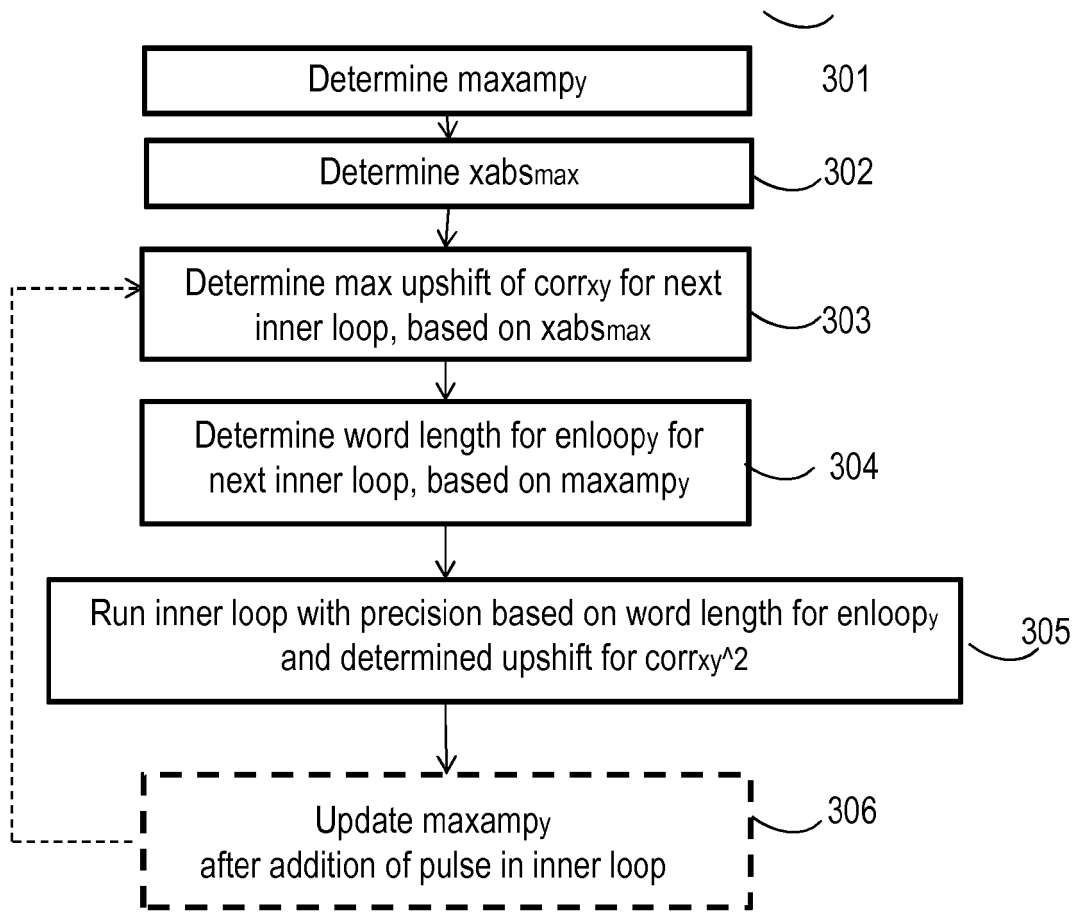 Determine maxampy
301
Determine xabsmax
302
Determine max upshift of corrxy for next
inner loop, based on xabsmax
303
Determine word length for enloopy for
next inner loop, based on maxampy
304
Run inner loop with precision based on word length for enloopy
and determined upshift for corrxy^2
305
Update maxampy
after addition of pulse in inner loop
306